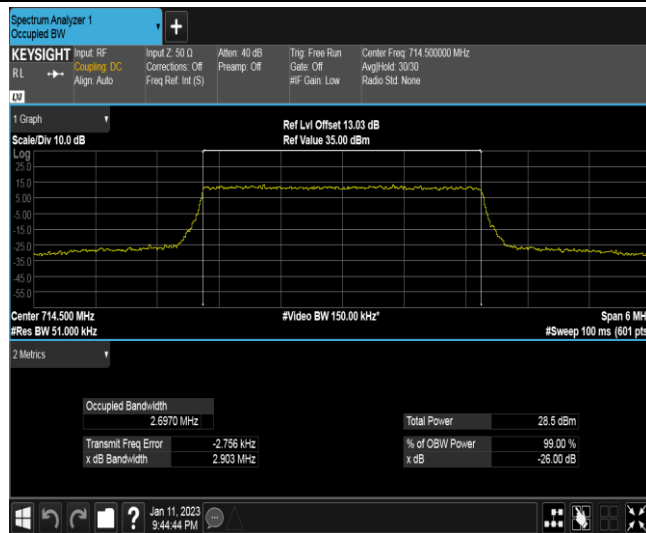 Spectrum Analyzer 1
Occupied BW
+
KEYSIGHT
RL
LXI
Input: RF
Coupling: DC
Align: Auto
Input Z: 50 Ω
Corrections: Off
Freq Ref: Int (S)
Atten: 40 dB
Preamp: Off
Trig: Free Run
Gate: Off
#IF Gain: Low
Center Freq: 714.500000 MHz
Avg|Hold: 30/30
Radio Std: None
1 Graph
Scale/Div 10.0 dB
Ref Lvl Offset 13.03 dB
Ref Value 35.00 dBm
Log
25.0
15.0
5.00
-5.00
-15.0
-25.0
-35.0
-45.0
-55.0
Center 714.500 MHz
#Video BW 150.00 kHz*
Span 6 MH
#Res BW 51.000 kHz
#Sweep 100 ms (601 pts
2 Metrics
Occupied Bandwidth
2.6970 MHz
Total Power 28.5 dBm
Transmit Freq Error -2.756 kHz
% of OBW Power 99.00 %
x dB Bandwidth 2.903 MHz
x dB -26.00 dB
?
Jan 11, 2023
9:44:44 PM